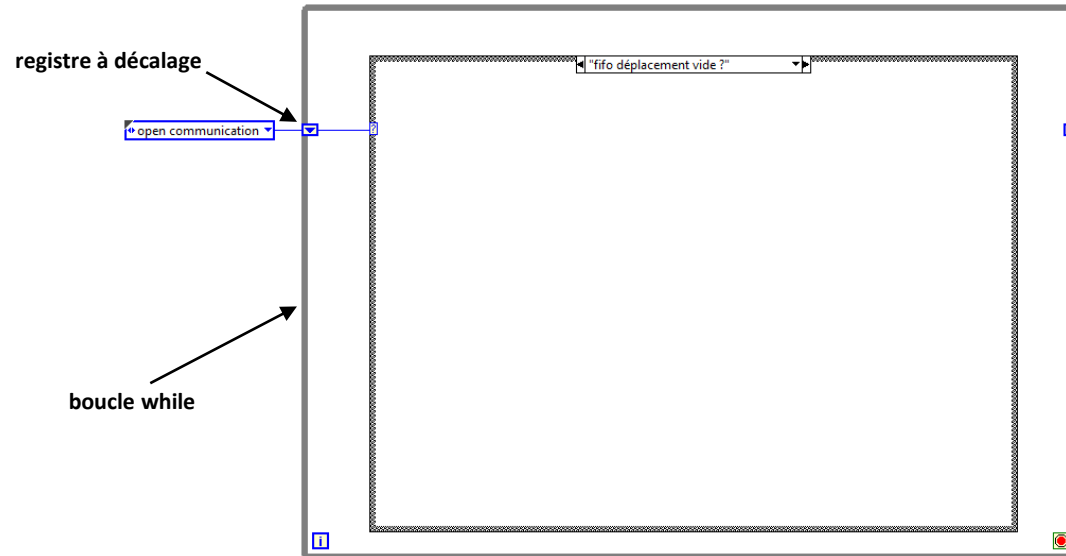 registre à décalage
"fifo déplacement vide ?"
open communication
?
boucle while
i